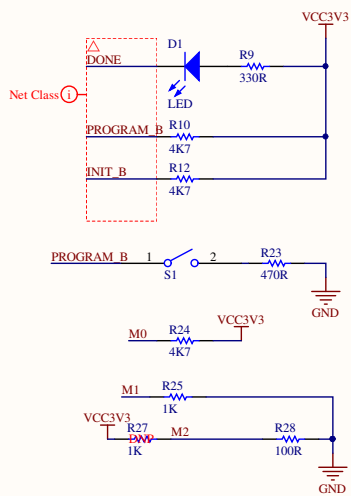 VCC3V3
D1
DONE
R9
330R
LED
Net Class i
PROGRAM_B
R10
4K7
INIT_B
R12
4K7
PROGRAM_B
1
2
S1
R23
470R
GND
VCC3V3
M0
R24
4K7
M1
R25
1K
VCC3V3
R27
DNP
1K
M2
R28
100R
GND